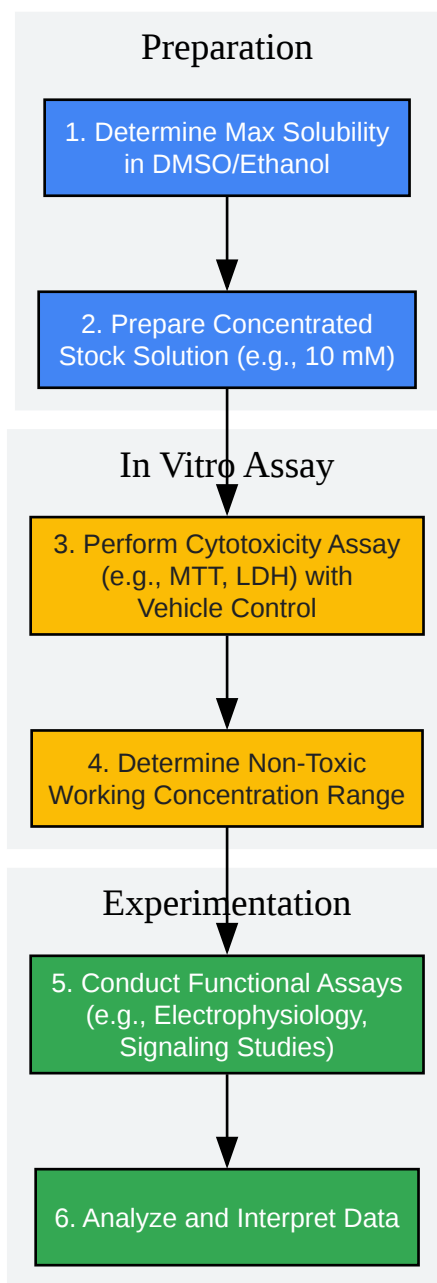 Preparation
1. Determine Max Solubility
in DMSO/Ethanol
2. Prepare Concentrated
Stock Solution (e.g., 10 mM)
In Vitro Assay
3. Perform Cytotoxicity Assay
(e.g., MTT, LDH) with
Vehicle Control
4. Determine Non-Toxic
Working Concentration Range
Experimentation
5. Conduct Functional Assays
(e.g., Electrophysiology,
Signaling Studies)
6. Analyze and Interpret Data